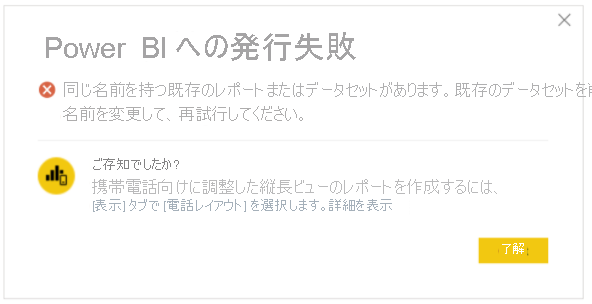 Power BI への発行失敗
同じ名前を持つ既存のレポートまたはデータセットがあります。既存のデータセットを
名前を変更して、再試行してください。
ご存知でしたか?
携帯電話向けに調整した縦長ビューのレポートを作成するには、
[表示] タブで [電話レイアウト] を選択します。詳細を表示
了解